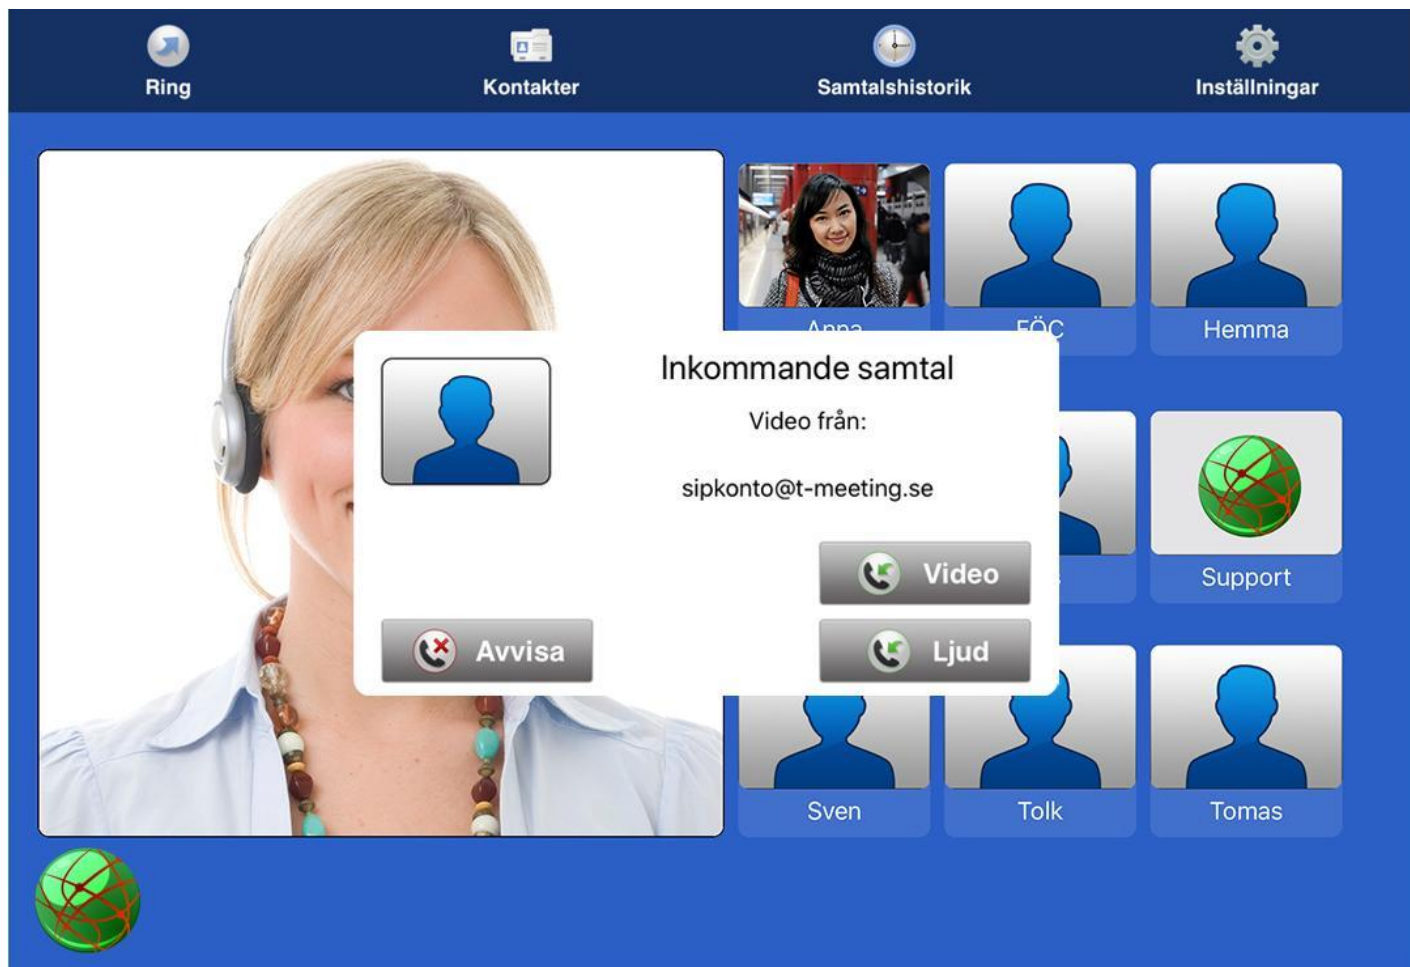 Ring
Kontakter
Samtalshistorik
Inställningar
Hemma
Inkommande samtal
Video från:
sipkonto@t-meeting.se
Video
Support
Avvisa
Ljud
Sven
Tolk
Tomas